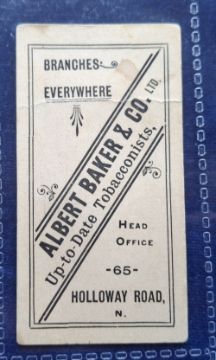 BRANCHES:
EVERYWHERE
ALBERT BAKER & CO. LTD.
Up-to-Date Tobacconists.
HEAD
OFFICE
-65-
HOLLOWAY ROAD,
N.